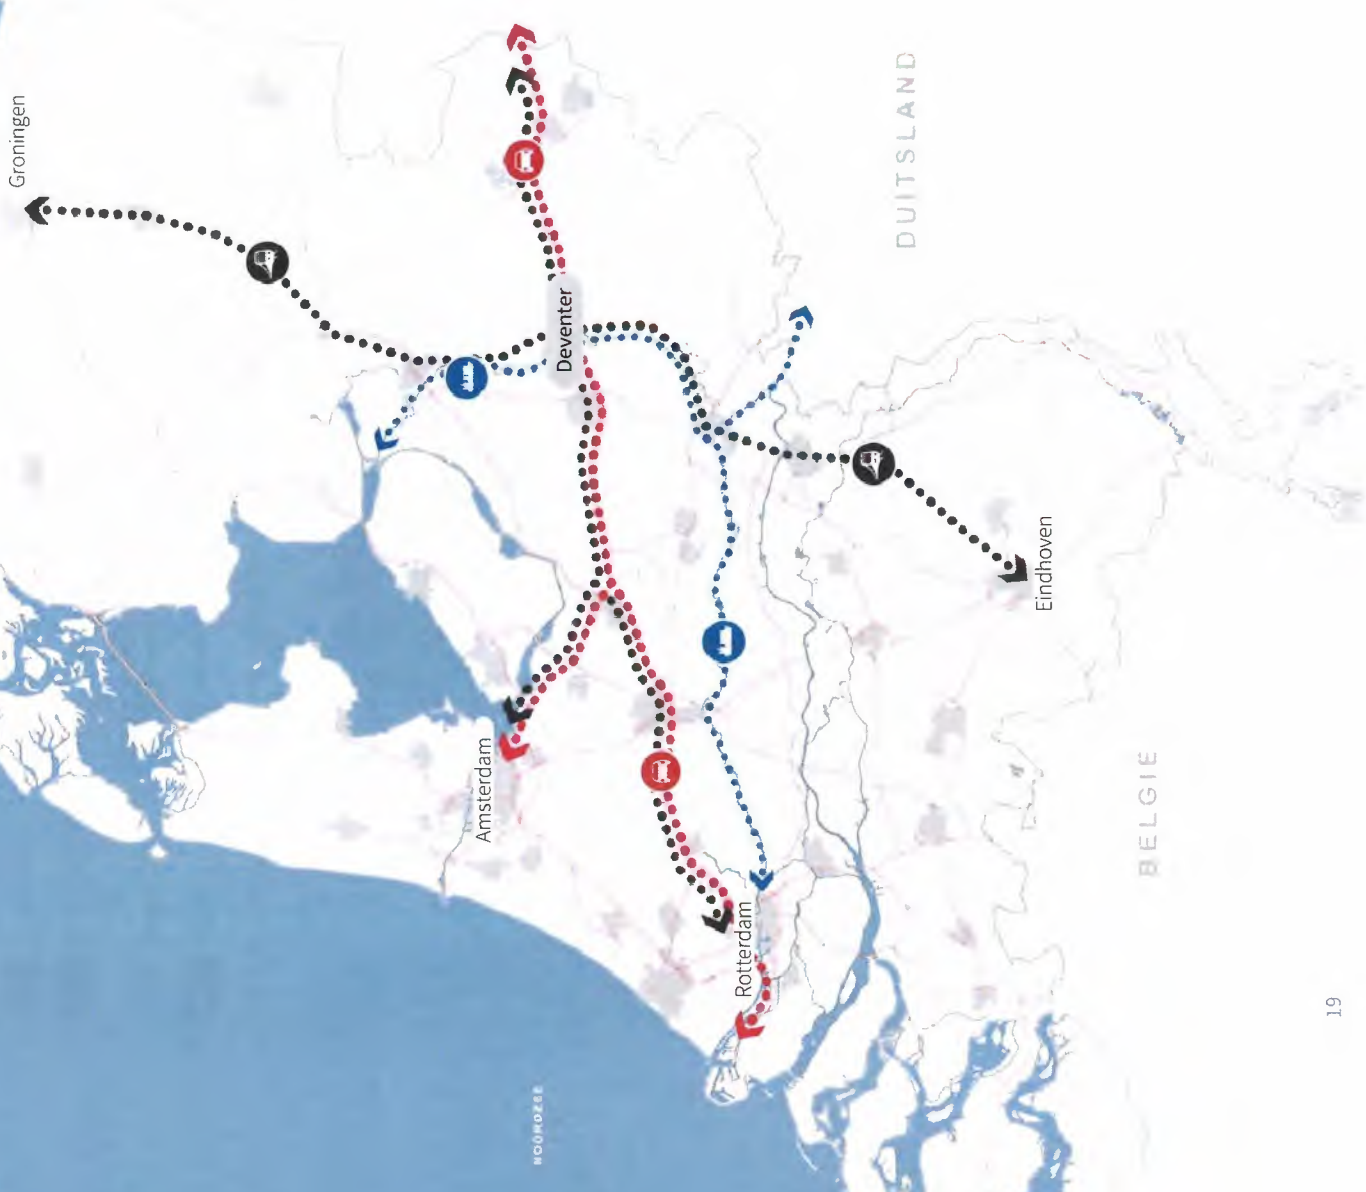 Groningen
DUITSLAND
Deventer
Eindhoven
Amsterdam
BELGIE
Rotterdam
NOORDZEE
19